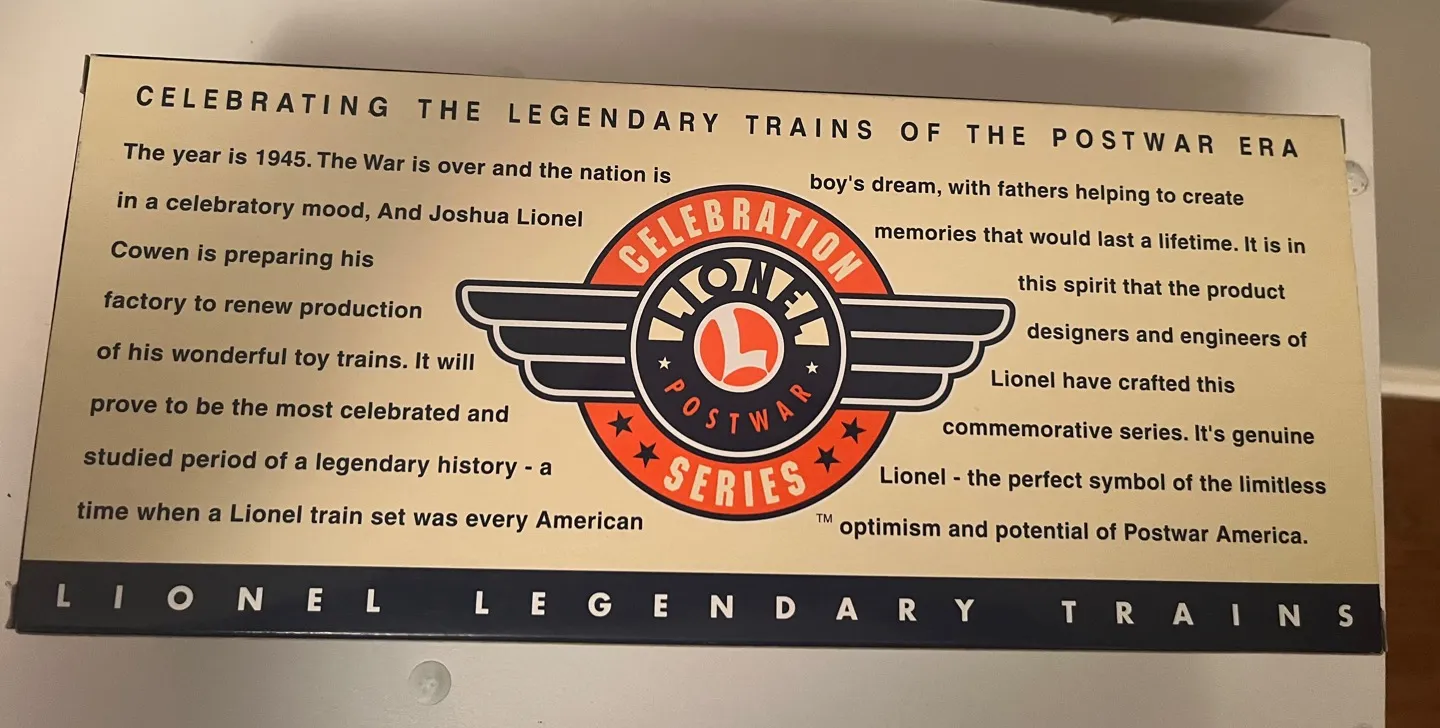 CELEBRATING THE LEGENDARY TRAINS OF THE POSTWAR ERA
The year is 1945. The War is over and the nation is
in a celebratory mood, And Joshua Lionel
Cowen is preparing his
factory to renew production
of his wonderful toy trains. It will
prove to be the most celebrated and
studied period of a legendary history - a
time when a Lionel train set was every American
CELEBRATION
LIONEL
L
POSTWAR
SERIES
TM
boy's dream, with fathers helping to create
memories that would last a lifetime. It is in
this spirit that the product
designers and engineers of
Lionel have crafted this
commemorative series. It's genuine
Lionel - the perfect symbol of the limitless
optimism and potential of Postwar America.
LIONEL LEGENDARY TRAINS